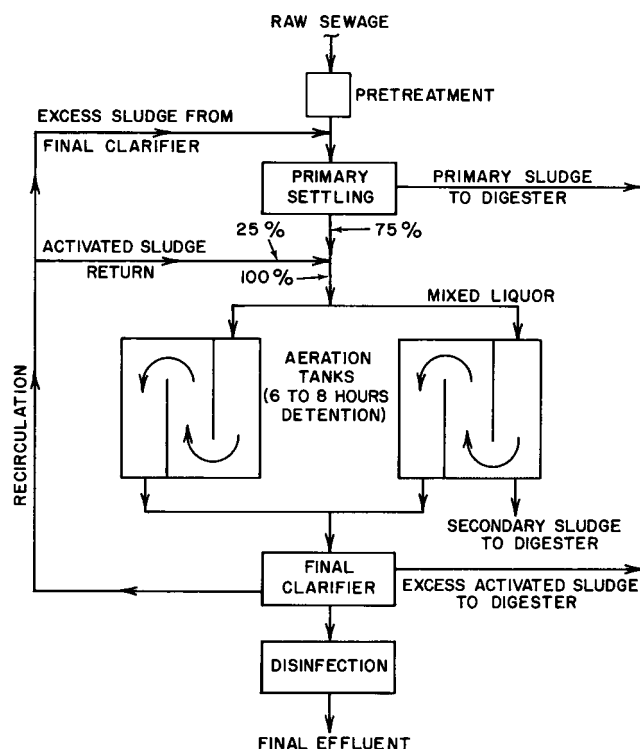 RAW SEWAGE
PRETREATMENT
EXCESS SLUDGE FROM
FINAL CLARIFIER
PRIMARY
SETTLING
PRIMARY SLUDGE
TO DIGESTER
25%
75%
ACTIVATED SLUDGE
RETURN
100%
MIXED LIQUOR
AERATION
TANKS
(6 TO 8 HOURS
DETENTION)
RECIRCULATION
SECONDARY SLUDGE
TO DIGESTER
FINAL
CLARIFIER
EXCESS ACTIVATED SLUDGE
TO DIGESTER
DISINFECTION
FINAL EFFLUENT